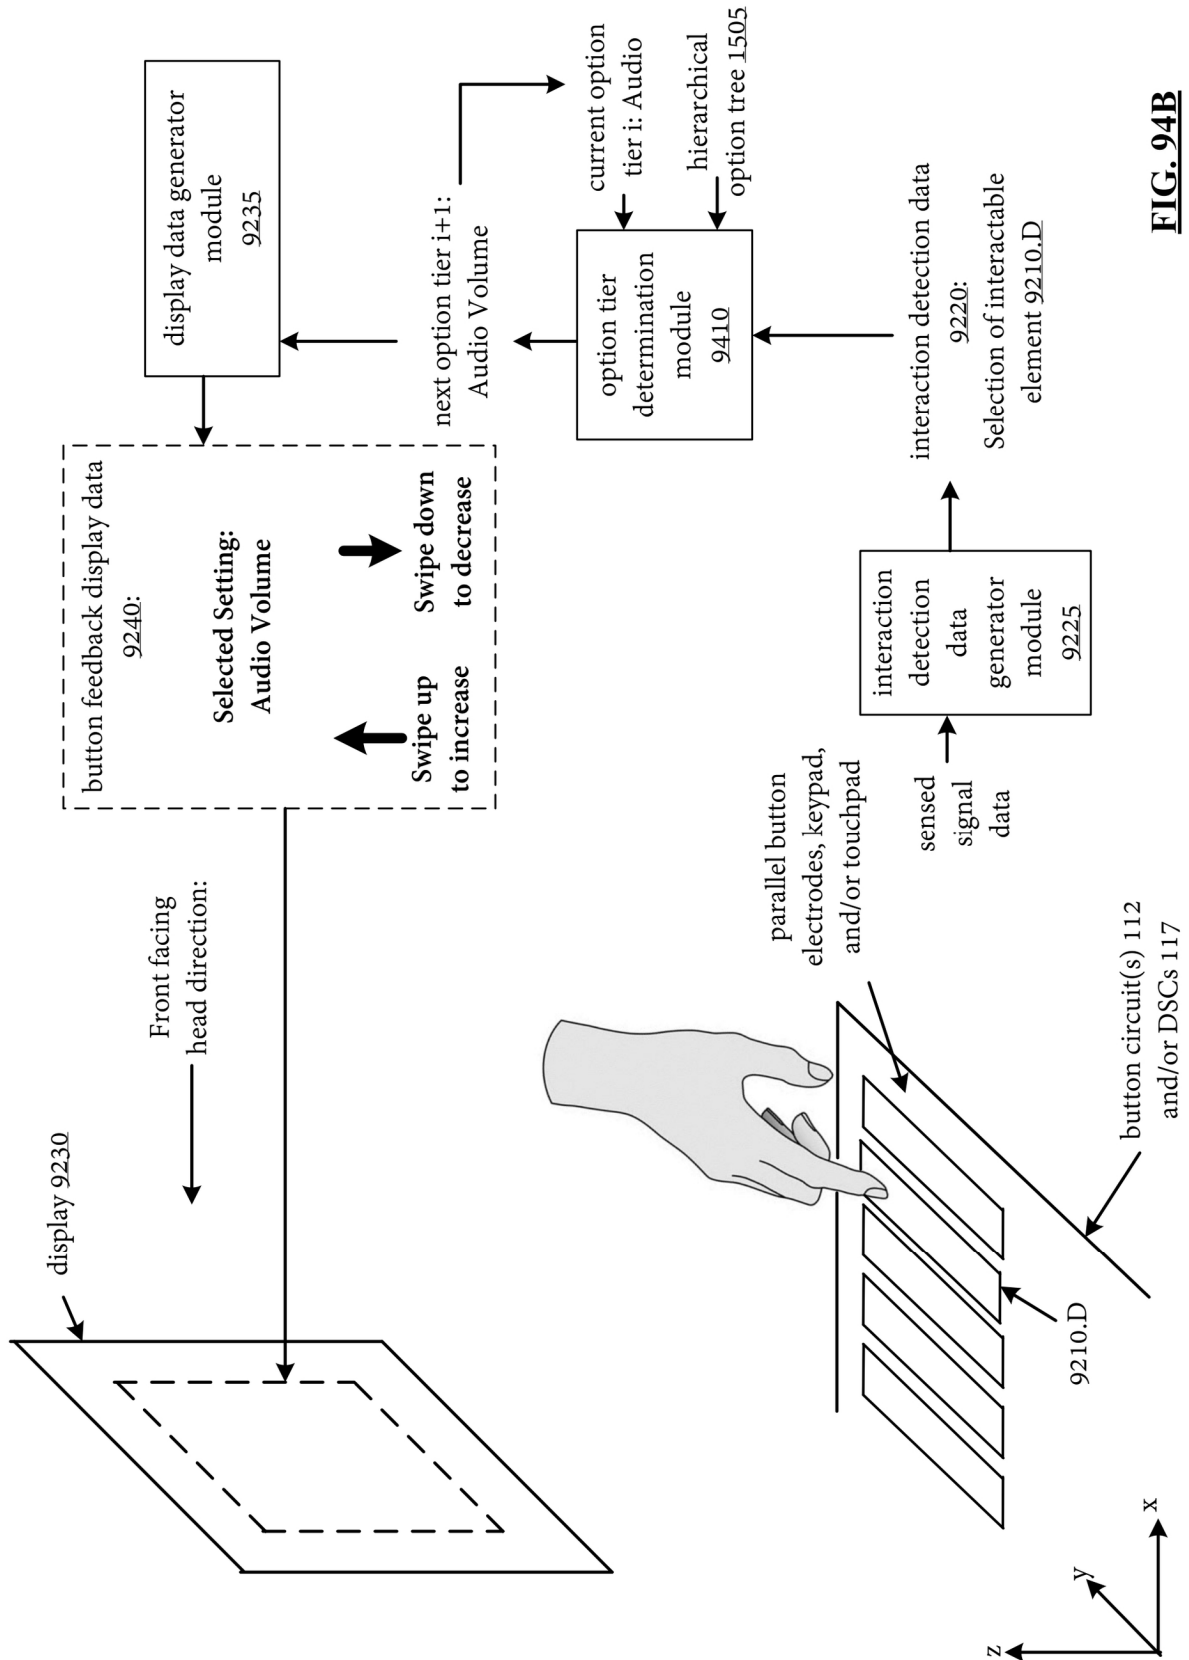 display 9230
Front facing
head direction:
button feedback display data
9240:
Selected Setting:
Audio Volume
Swipe up
to increase
Swipe down
to decrease
display data generator
module
9235
next option tier i+1:
Audio Volume
current option
tier i: Audio
hierarchical
option tree 1505
option tier
determination
module
9410
interaction detection data
9220:
Selection of interactable
element 9210.D
interaction
detection
data
generator
module
9225
sensed
signal
data
parallel button
electrodes, keypad,
and/or touchpad
button circuit(s) 112
and/or DSCs 117
9210.D
z
y
x
FIG. 94B